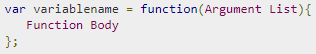 var variablename = function(Argument List){
Function Body
};